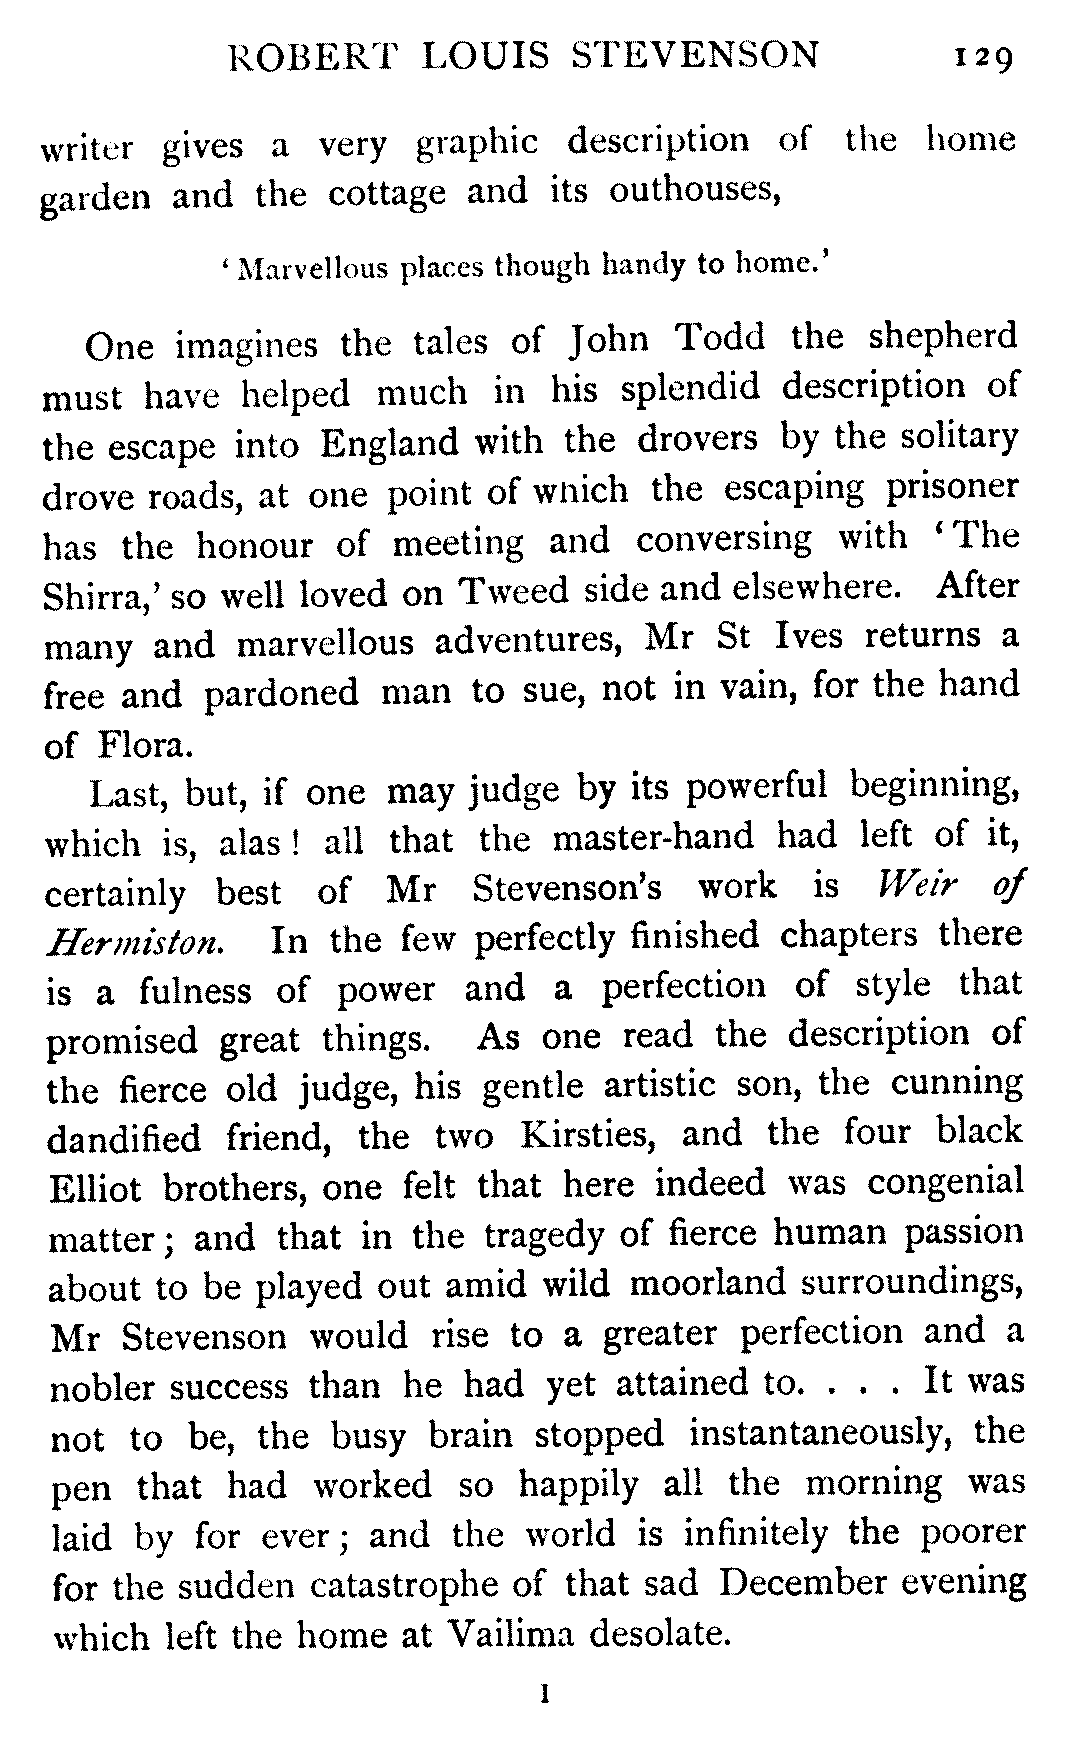 ROBERT LOUIS STEVENSON 129
writer gives a very graphic description of the home
garden and the cottage and its outhouses,
‘ Marvellous places though handy to home.’
One imagines the tales of John Todd the shepherd
must have helped much in his splendid description of
the escape into England with the drovers by the solitary
drove roads, at one point of which the escaping prisoner
has the honour of meeting and conversing with ‘ The
Shirra,’ so well loved on Tweed side and elsewhere. After
many and marvellous adventures, Mr St Ives returns a
free and pardoned man to sue, not in vain, for the hand
of Flora.
Last, but, if one may judge by its powerful beginning,
which is, alas ! all that the master-hand had left of it,
certainly best of Mr Stevenson's work is Weir of
Hermiston. In the few perfectly finished chapters there
is a fulness of power and a perfection of style that
promised great things. As one read the description of
the fierce old judge, his gentle artistic son, the cunning
dandified friend, the two Kirsties, and the four black
Elliot brothers, one felt that here indeed was congenial
matter ; and that in the tragedy of fierce human passion
about to be played out amid wild moorland surroundings,
Mr Stevenson would rise to a greater perfection and a
nobler success than he had yet attained to. . . . It was
not to be, the busy brain stopped instantaneously, the
pen that had worked so happily all the morning was
laid by for ever ; and the world is infinitely the poorer
for the sudden catastrophe of that sad December evening
which left the home at Vailima desolate.
I